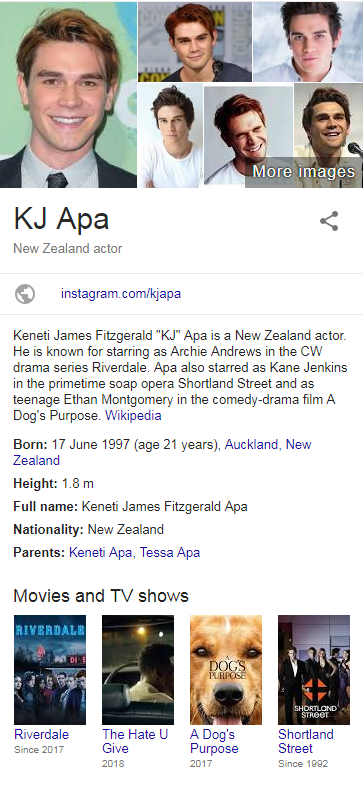 More images
KJ Apa
New Zealand actor
instagram.com/kjapa
Keneti James Fitzgerald "KJ" Apa is a New Zealand actor.
He is known for starring as Archie Andrews in the CW
drama series Riverdale. Apa also starred as Kane Jenkins
in the primetime soap opera Shortland Street and as
teenage Ethan Montgomery in the comedy-drama film A
Dog's Purpose. Wikipedia
Born: 17 June 1997 (age 21 years), Auckland, New
Zealand
Height: 1.8 m
Full name: Keneti James Fitzgerald Apa
Nationality: New Zealand
Parents: Keneti Apa, Tessa Apa
Movies and TV shows
RIVERDALE
A
DOG'S
PURPOSE
SHORTLAND
STREET
Riverdale
Since 2017
The Hate U
Give
2018
A Dog's
Purpose
2017
Shortland
Street
Since 1992